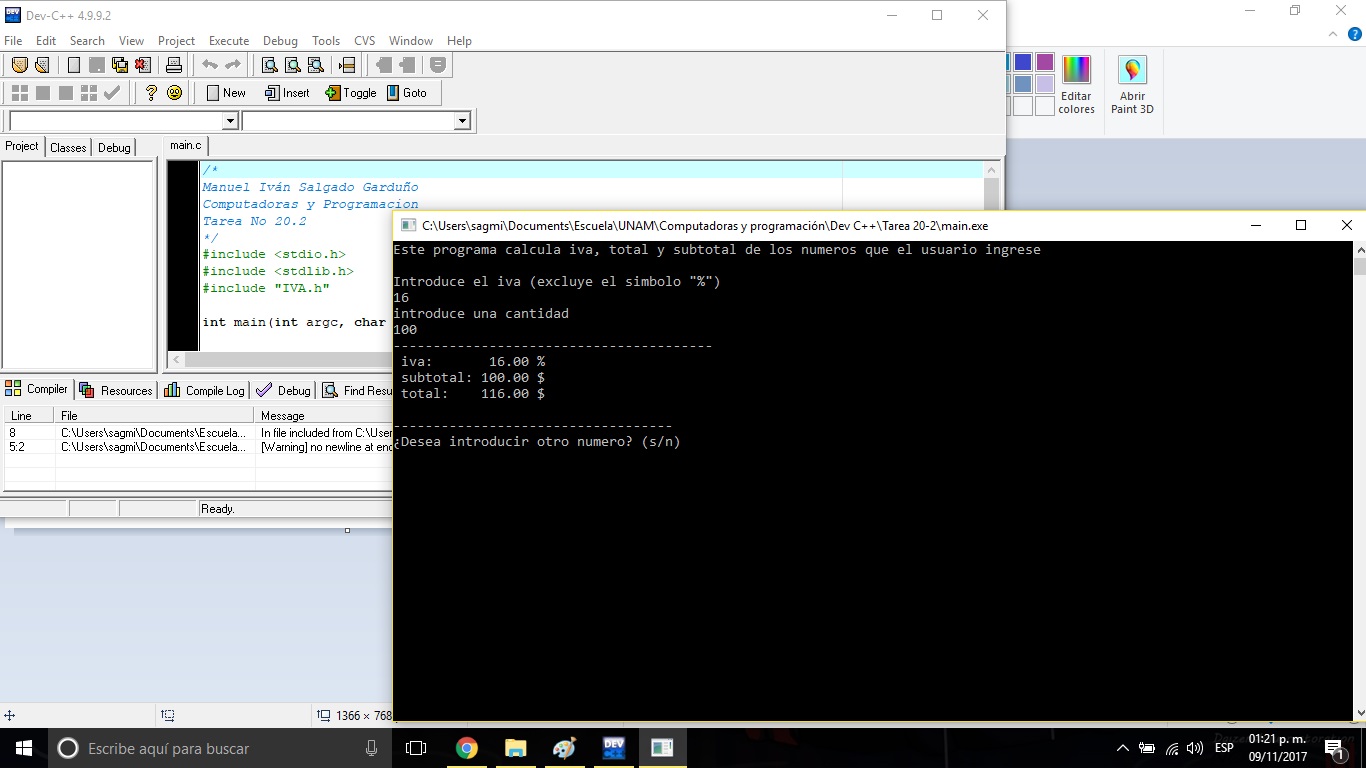 Dev-C++ 4.9.9.2
File Edit Search View Project Execute Debug Tools CVS Window Help
New Insert Toggle Goto
Project Classes Debug
main.c
/*
Manuel Iván Salgado Garduño
Computadoras y Programacion
Tarea No 20.2
*/
#include <stdio.h>
#include <stdlib.h>
#include "IVA.h"
int main(int argc, char
Compiler Resources Compile Log Debug Find Resu
Line File Message
8 C:\Users\sagmi\Documents\Escuela... In file included from C:\User
5:2 C:\Users\sagmi\Documents\Escuela... [Warning] no newline at end
Ready.
Editar colores
Abrir Paint 3D
C:\Users\sagmi\Documents\Escuela\UNAM\Computadoras y programación\Dev C++\Tarea 20-2\main.exe
Este programa calcula iva, total y subtotal de los numeros que el usuario ingrese
Introduce el iva (excluye el simbolo "%")
16
introduce una cantidad
100
----------------------------------------
iva: 16.00 %
subtotal: 100.00 $
total: 116.00 $
-----------------------------------
¿Desea introducir otro numero? (s/n)
1366 × 768
Escribe aquí para buscar
DEV
ESP
01:21 p. m.
09/11/2017
1